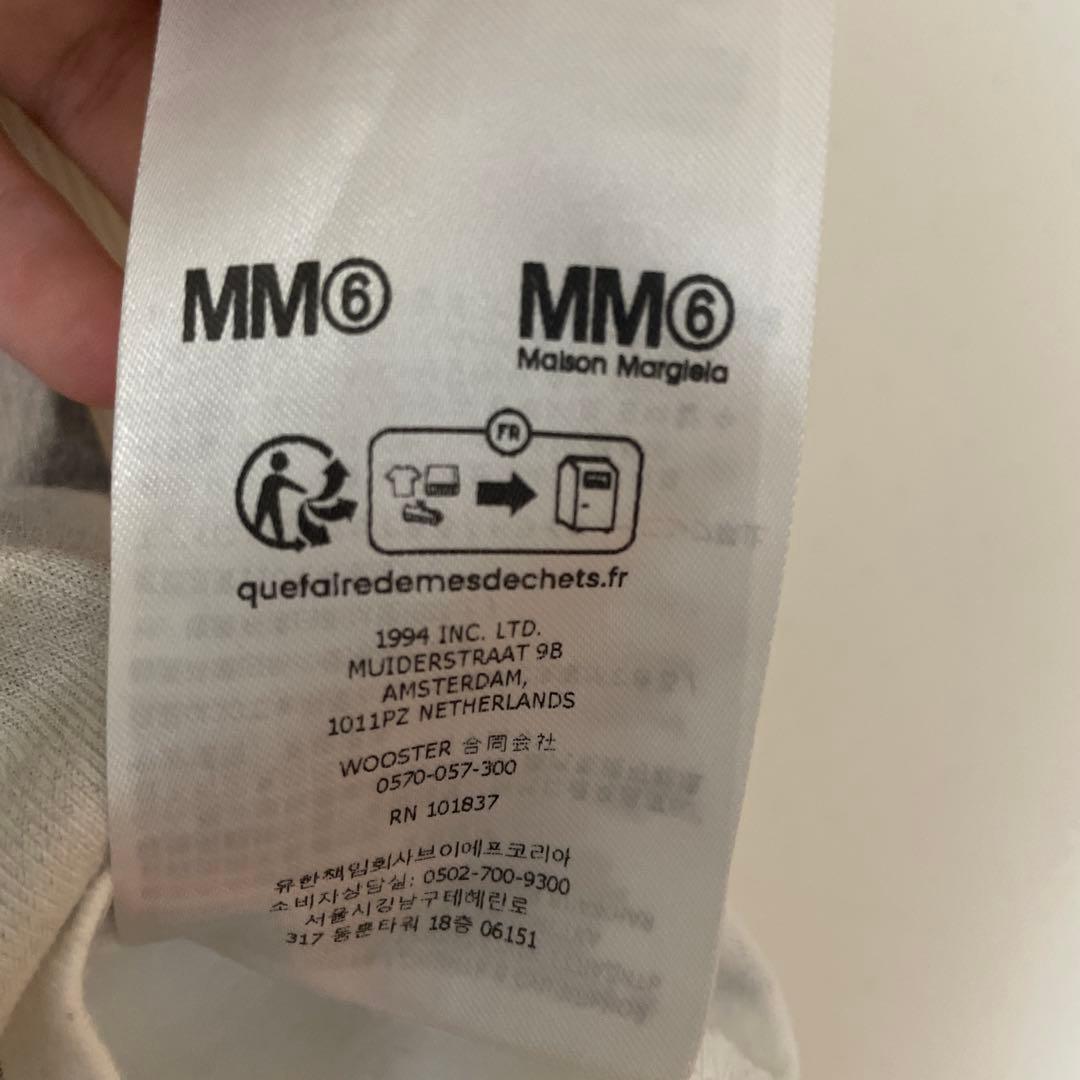 MM⑥ MM⑥
Maison Margiela
FR
quefairedemesdechets.fr
1994 INC. LTD.
MUIDERSTRAAT 9B
AMSTERDAM,
1011PZ NETHERLANDS
WOOSTER 合同会社
0570-057-300
RN 101837
유한책임회사브이에프코리아
소비자상담실: 0502-700-9300
서울시강남구테헤란로
317 동훈타워 18층 06151